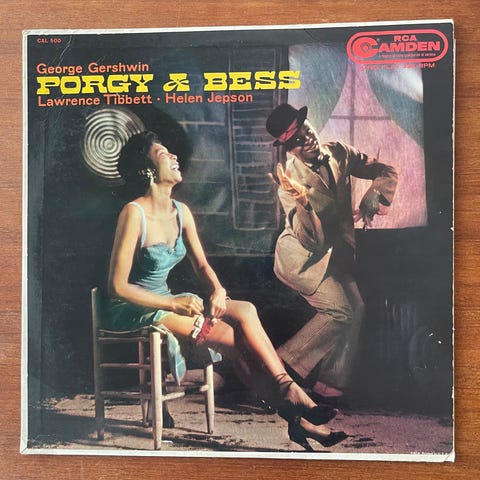 CAL 500
RCA
CAMDEN
George Gershwin
PORGY & BESS
Lawrence Tibbett · Helen Jepson